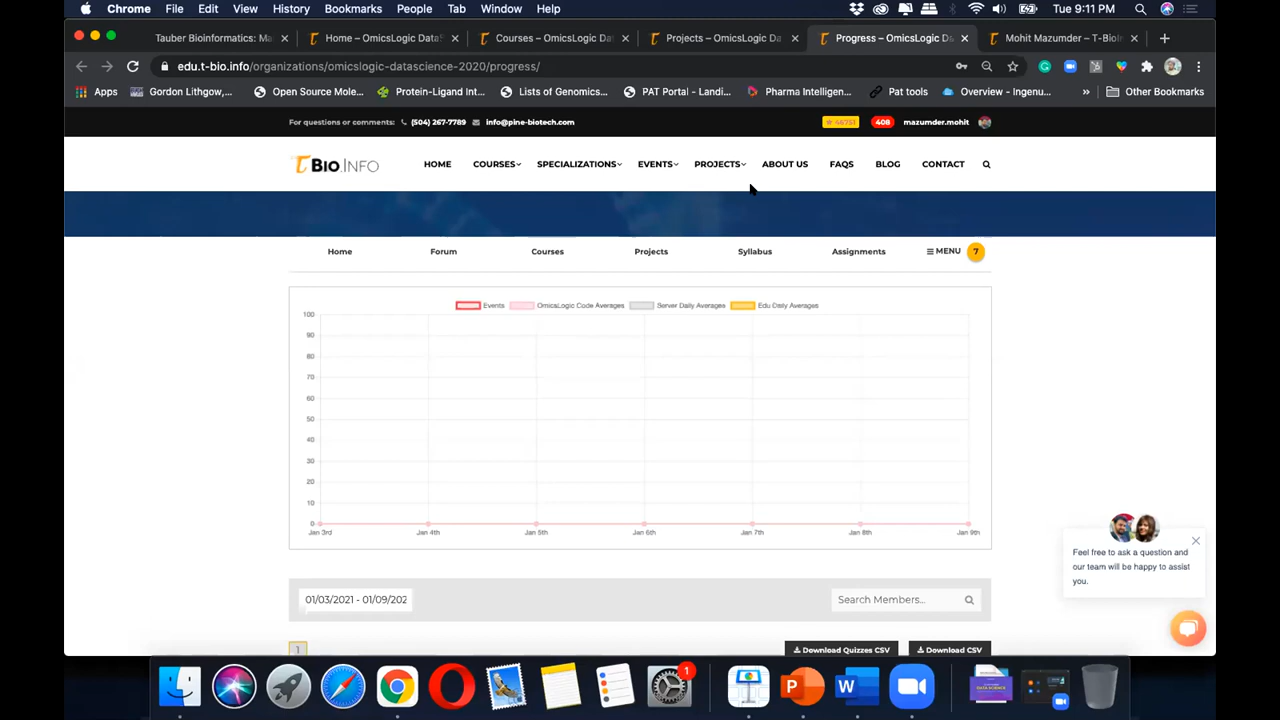 Chrome File Edit View History Bookmarks People Tab Window Help Tue 9:11 PM
Tauber Bioinformatics: Ma × Home – OmicsLogic DataS × Courses – OmicsLogic Da × Projects – OmicsLogic Da × Progress – OmicsLogic Da × Mohit Mazumder – T-BioIn ×
edu.t-bio.info/organizations/omicslogic-datascience-2020/progress/
Apps Gordon Lithgow,... Open Source Mole... Protein-Ligand Int... Lists of Genomics... PAT Portal - Landi... Pharma Intelligen... Pat tools Overview - Ingenu... » Other Bookmarks
For questions or comments: (504) 267-7789 info@pine-biotech.com 408 mazumder.mohit
tBio.INFO HOME COURSES SPECIALIZATIONS EVENTS PROJECTS ABOUT US FAQS BLOG CONTACT
Home Forum Courses Projects Syllabus Assignments MENU 7
Events OmicsLogic Code Averages Server Daily Averages Edu Daily Averages
100
90
80
70
60
50
40
30
20
10
0
Jan 3rd Jan 4th Jan 5th Jan 6th Jan 7th Jan 8th Jan 9th
Feel free to ask a question and
our team will be happy to assist
you.
01/03/2021 - 01/09/202 Search Members...
1 Download Quizzes CSV Download CSV
1